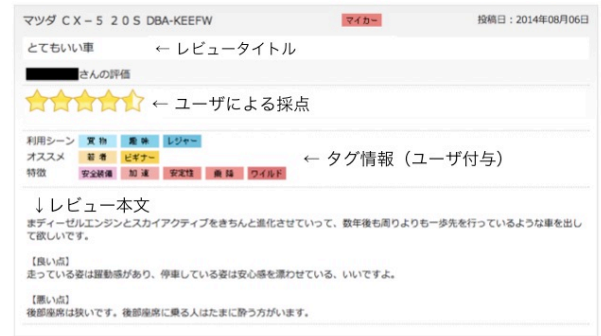 マツダ CX－5 20S DBA-KEEFW マイカー 投稿日：2014年08月06日
とてもいい車 ← レビュータイトル
さんの評価
← ユーザによる採点
利用シーン 買物 趣味 レジャー
オススメ 若者 ビギナー
特徴 安全装備 加速 安定性 乗降 ワイルド
← タグ情報（ユーザ付与）
↓レビュー本文
まディーゼルエンジンとスカイアクティブをきちんと進化させていって、数年後も周りよりも一歩先を行っているような車を出し
て欲しいです。
【良い点】
走っている姿は躍動感があり、停車している姿は安心感を漂わせている、いいですよ。
【悪い点】
後部座席は狭いです。後部座席に乗る人はたまに酔う方がいます。